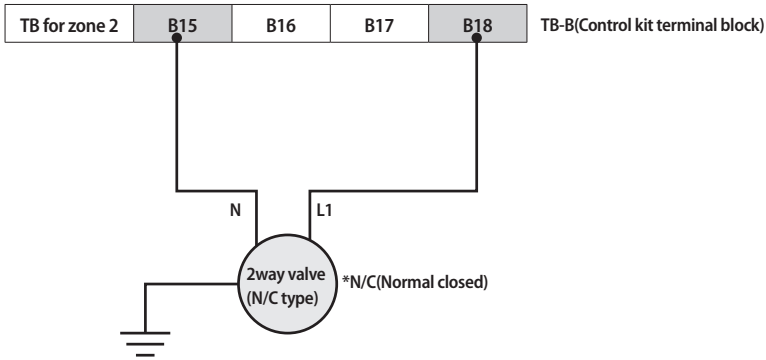 TB for zone 2 B15 B16 B17 B18 TB-B(Control kit terminal block)
N L1
2way valve
(N/C type)
*N/C(Normal closed)